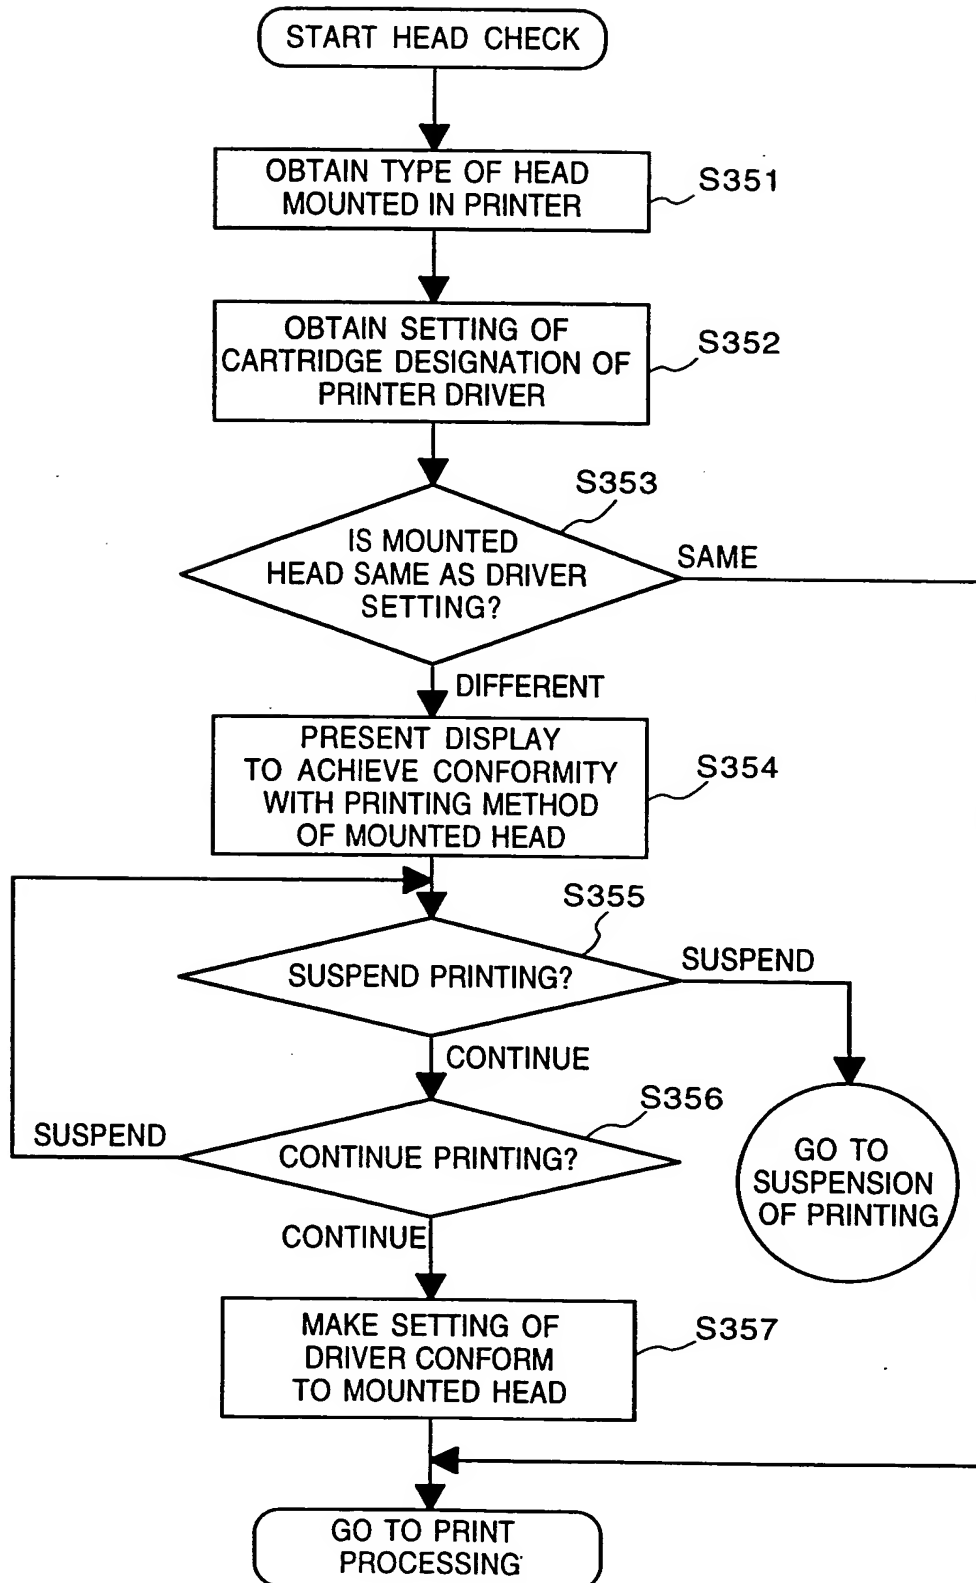 START HEAD CHECK
OBTAIN TYPE OF HEAD
MOUNTED IN PRINTER
S351
OBTAIN SETTING OF
CARTRIDGE DESIGNATION OF
PRINTER DRIVER
S352
S353
IS MOUNTED
HEAD SAME AS DRIVER
SETTING?
SAME
DIFFERENT
PRESENT DISPLAY
TO ACHIEVE CONFORMITY
WITH PRINTING METHOD
OF MOUNTED HEAD
S354
S355
SUSPEND PRINTING?
SUSPEND
CONTINUE
S356
SUSPEND
CONTINUE PRINTING?
GO TO
SUSPENSION
OF PRINTING
CONTINUE
MAKE SETTING OF
DRIVER CONFORM
TO MOUNTED HEAD
S357
GO TO PRINT
PROCESSING